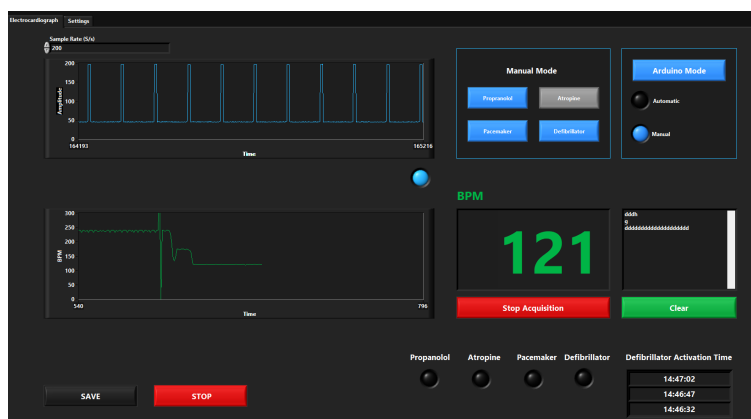 Electrocardiograph Settings
Sample Rate (S/s)
200
200
150
100
50
0
Amplitude
164193 165216
Time
Manual Mode
Propranolol Atropine
Pacemaker Defibrillator
Arduino Mode
Automatic
Manual
BPM
300
250
200
150
100
50
0
BPM
540 796
Time
121
dddh
g
Stop Acquisition Clear
Propanolol Atropine Pacemaker Defibrillator Defibrillator Activation Time
14:47:02
14:46:47
14:46:32
SAVE STOP